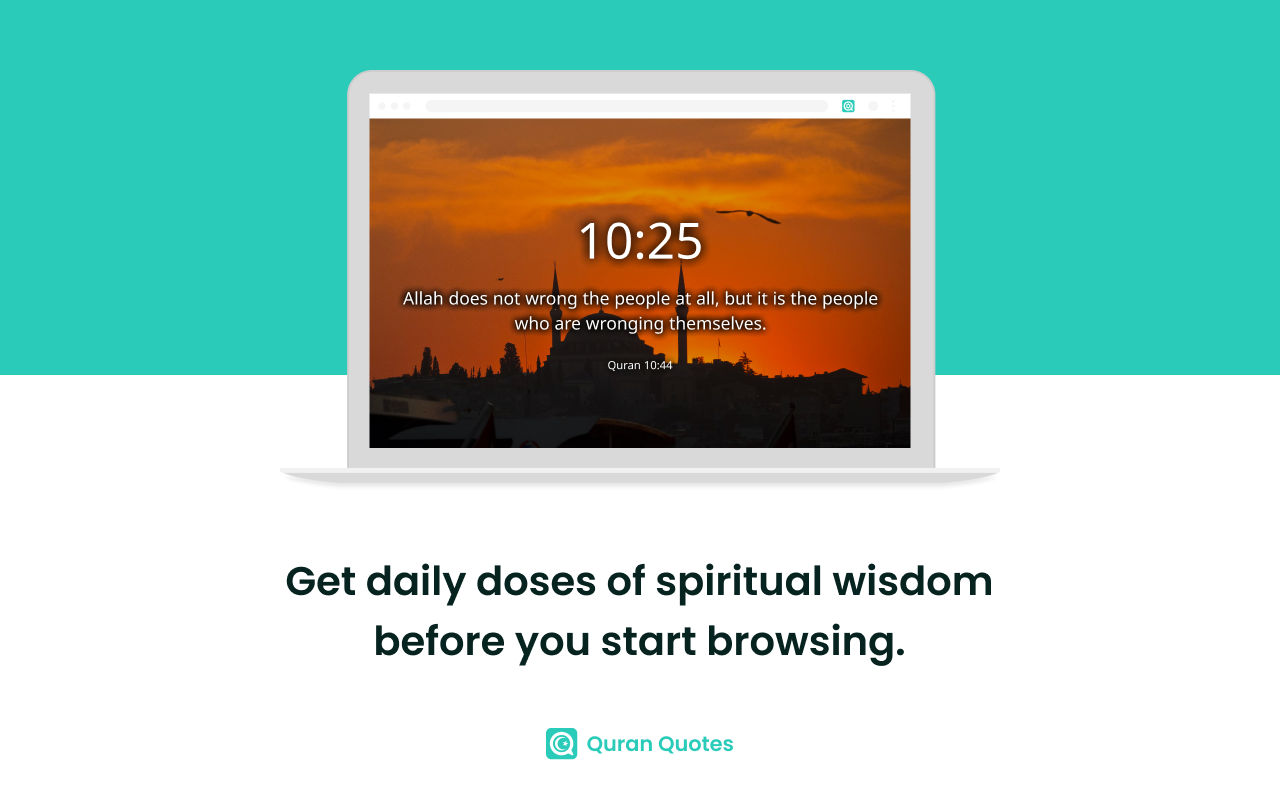 10:25
Allah does not wrong the people at all, but it is the people
who are wronging themselves.
Quran 10:44
Get daily doses of spiritual wisdom
before you start browsing.
Quran Quotes